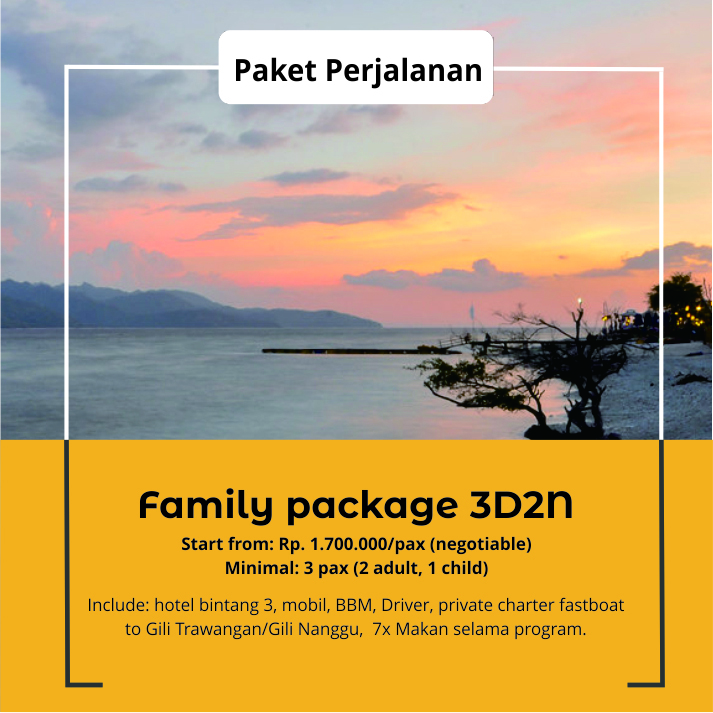 Paket Perjalanan
Family package 3D2N
Start from: Rp. 1.700.000/pax (negotiable)
Minimal: 3 pax (2 adult, 1 child)
Include: hotel bintang 3, mobil, BBM, Driver, private charter fastboat
to Gili Trawangan/Gili Nanggu,  7x Makan selama program.